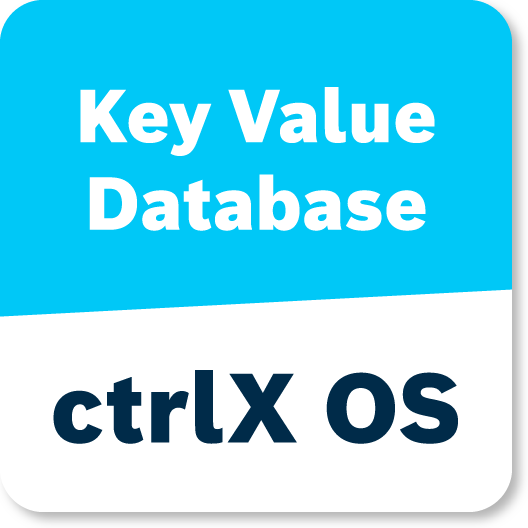 Key Value
Database
ctrlX OS